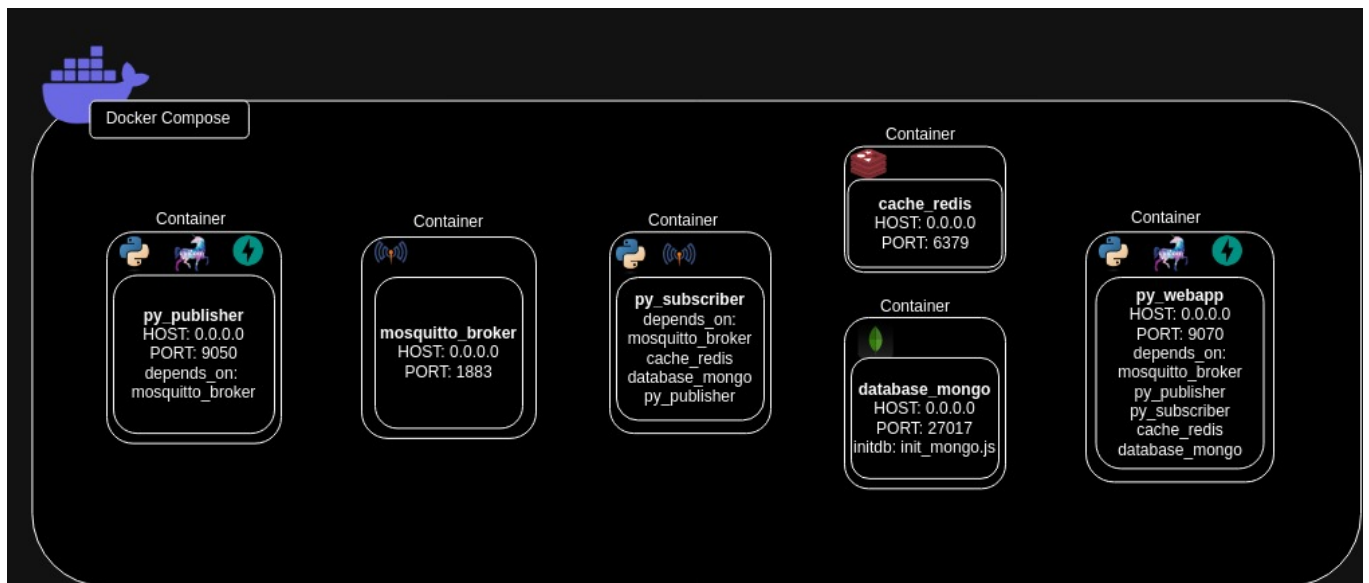 Docker Compose
Container
py_publisher
HOST: 0.0.0.0
PORT: 9050
depends_on:
mosquitto_broker
Container
mosquitto_broker
HOST: 0.0.0.0
PORT: 1883
Container
py_subscriber
depends_on:
mosquitto_broker
cache_redis
database_mongo
py_publisher
Container
cache_redis
HOST: 0.0.0.0
PORT: 6379
Container
database_mongo
HOST: 0.0.0.0
PORT: 27017
initdb: init_mongo.js
Container
py_webapp
HOST: 0.0.0.0
PORT: 9070
depends_on:
mosquitto_broker
py_publisher
py_subscriber
cache_redis
database_mongo